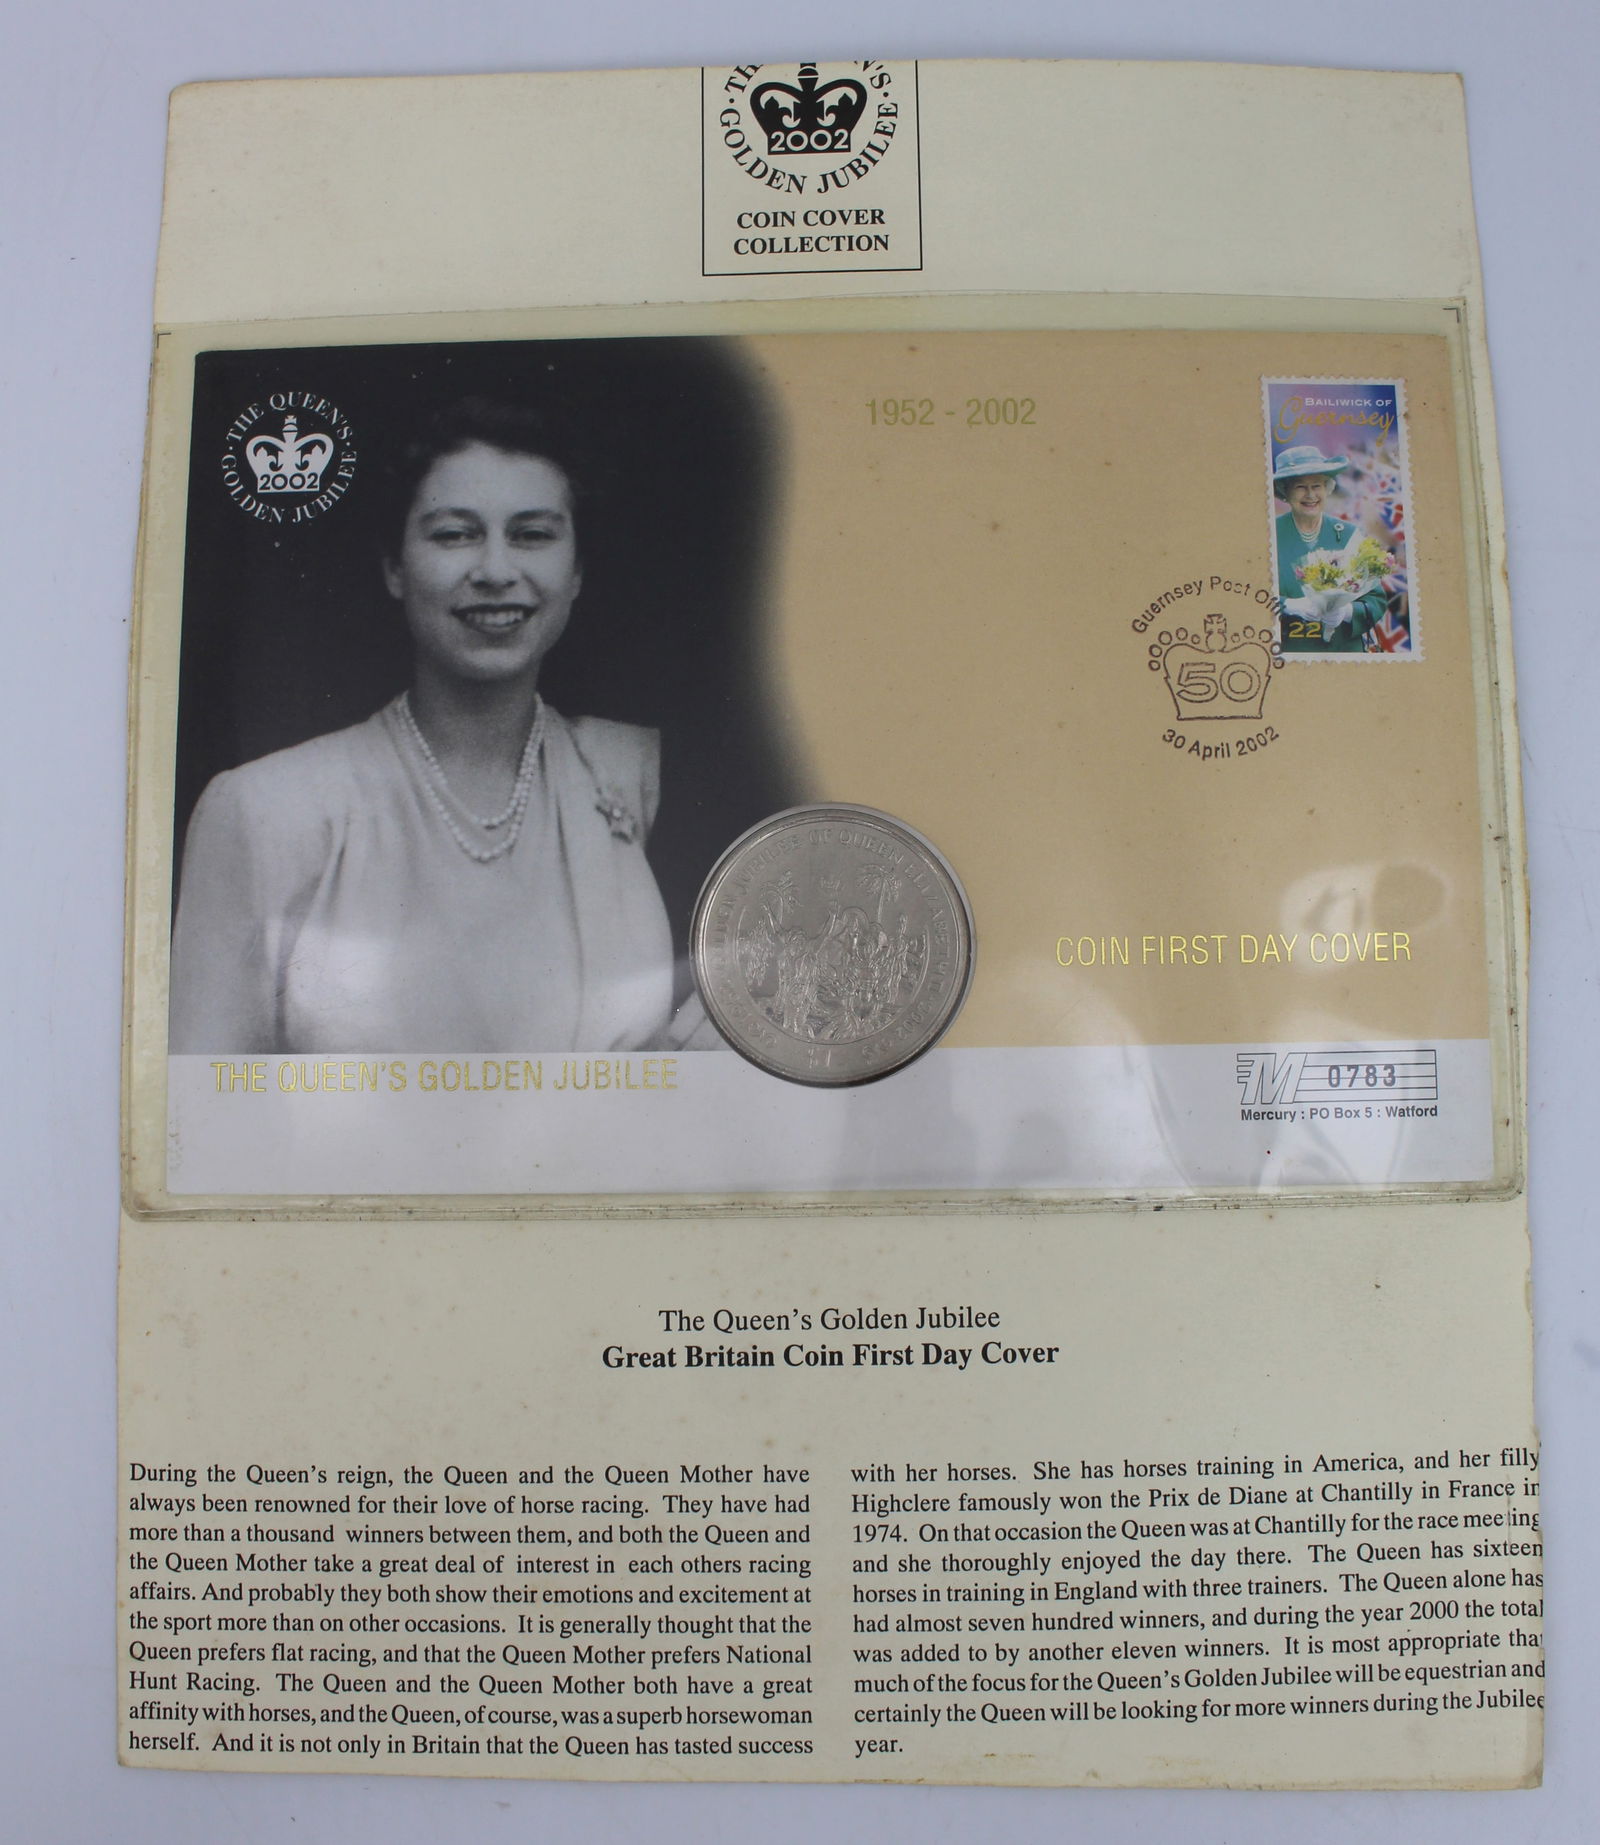 THE QUEEN'S
GOLDEN JUBILEE
2002
COIN COVER
COLLECTION
THE QUEEN'S
GOLDEN JUBILEE
2002
1952 - 2002
BAILIWICK OF
Guernsey
22
Guernsey Post Offi
50
30 April 2002
JUBILEE OF QUEEN ELIZABETH II 2002
$1
COIN FIRST DAY COVER
THE QUEEN'S GOLDEN JUBILEE
0783
Mercury : PO Box 5 : Watford
The Queen's Golden Jubilee
Great Britain Coin First Day Cover
During the Queen's reign, the Queen and the Queen Mother have
always been renowned for their love of horse racing. They have had
more than a thousand winners between them, and both the Queen and
the Queen Mother take a great deal of interest in each others racing
affairs. And probably they both show their emotions and excitement at
the sport more than on other occasions. It is generally thought that the
Queen prefers flat racing, and that the Queen Mother prefers National
Hunt Racing. The Queen and the Queen Mother both have a great
affinity with horses, and the Queen, of course, was a superb horsewoman
herself. And it is not only in Britain that the Queen has tasted success
with her horses. She has horses training in America, and her filly
Highclere famously won the Prix de Diane at Chantilly in France in
1974. On that occasion the Queen was at Chantilly for the race meeting
and she thoroughly enjoyed the day there. The Queen has sixteen
horses in training in England with three trainers. The Queen alone has
had almost seven hundred winners, and during the year 2000 the total
was added to by another eleven winners. It is most appropriate that
much of the focus for the Queen's Golden Jubilee will be equestrian and
certainly the Queen will be looking for more winners during the Jubilee
year.